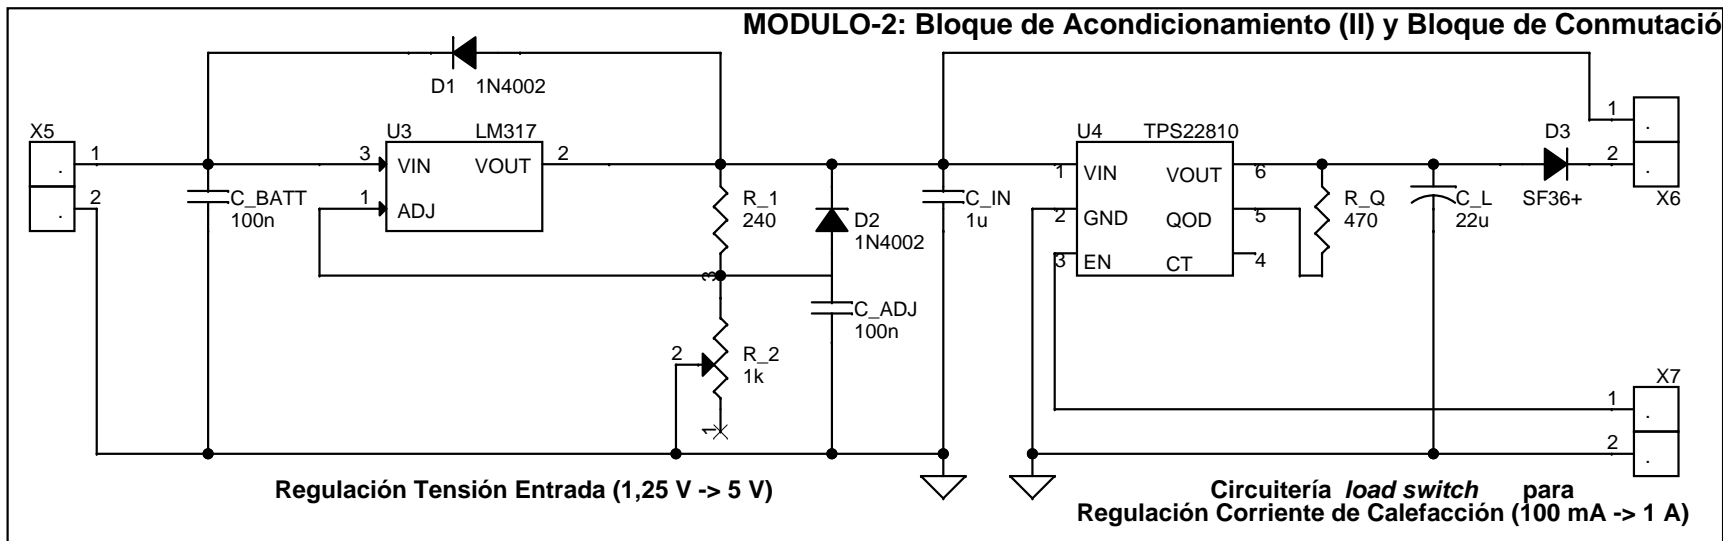 MODULO-2: Bloque de Acondicionamiento (II) y Bloque de Conmutació
D1 1N4002
X5
1
2
.
.
U3 LM317
3 VIN VOUT 2
1 ADJ
C_BATT
100n
R_1
240
3
D2
1N4002
C_ADJ
100n
2
R_2
1k
1
C_IN
1u
U4 TPS22810
1 VIN VOUT 6
2 GND QOD 5
3 EN CT 4
R_Q
470
C_L
22u
D3
SF36+
1
2
.
.
X6
X7
1
2
.
.
Regulación Tensión Entrada (1,25 V -> 5 V)
Circuitería load switch para
Regulación Corriente de Calefacción (100 mA -> 1 A)